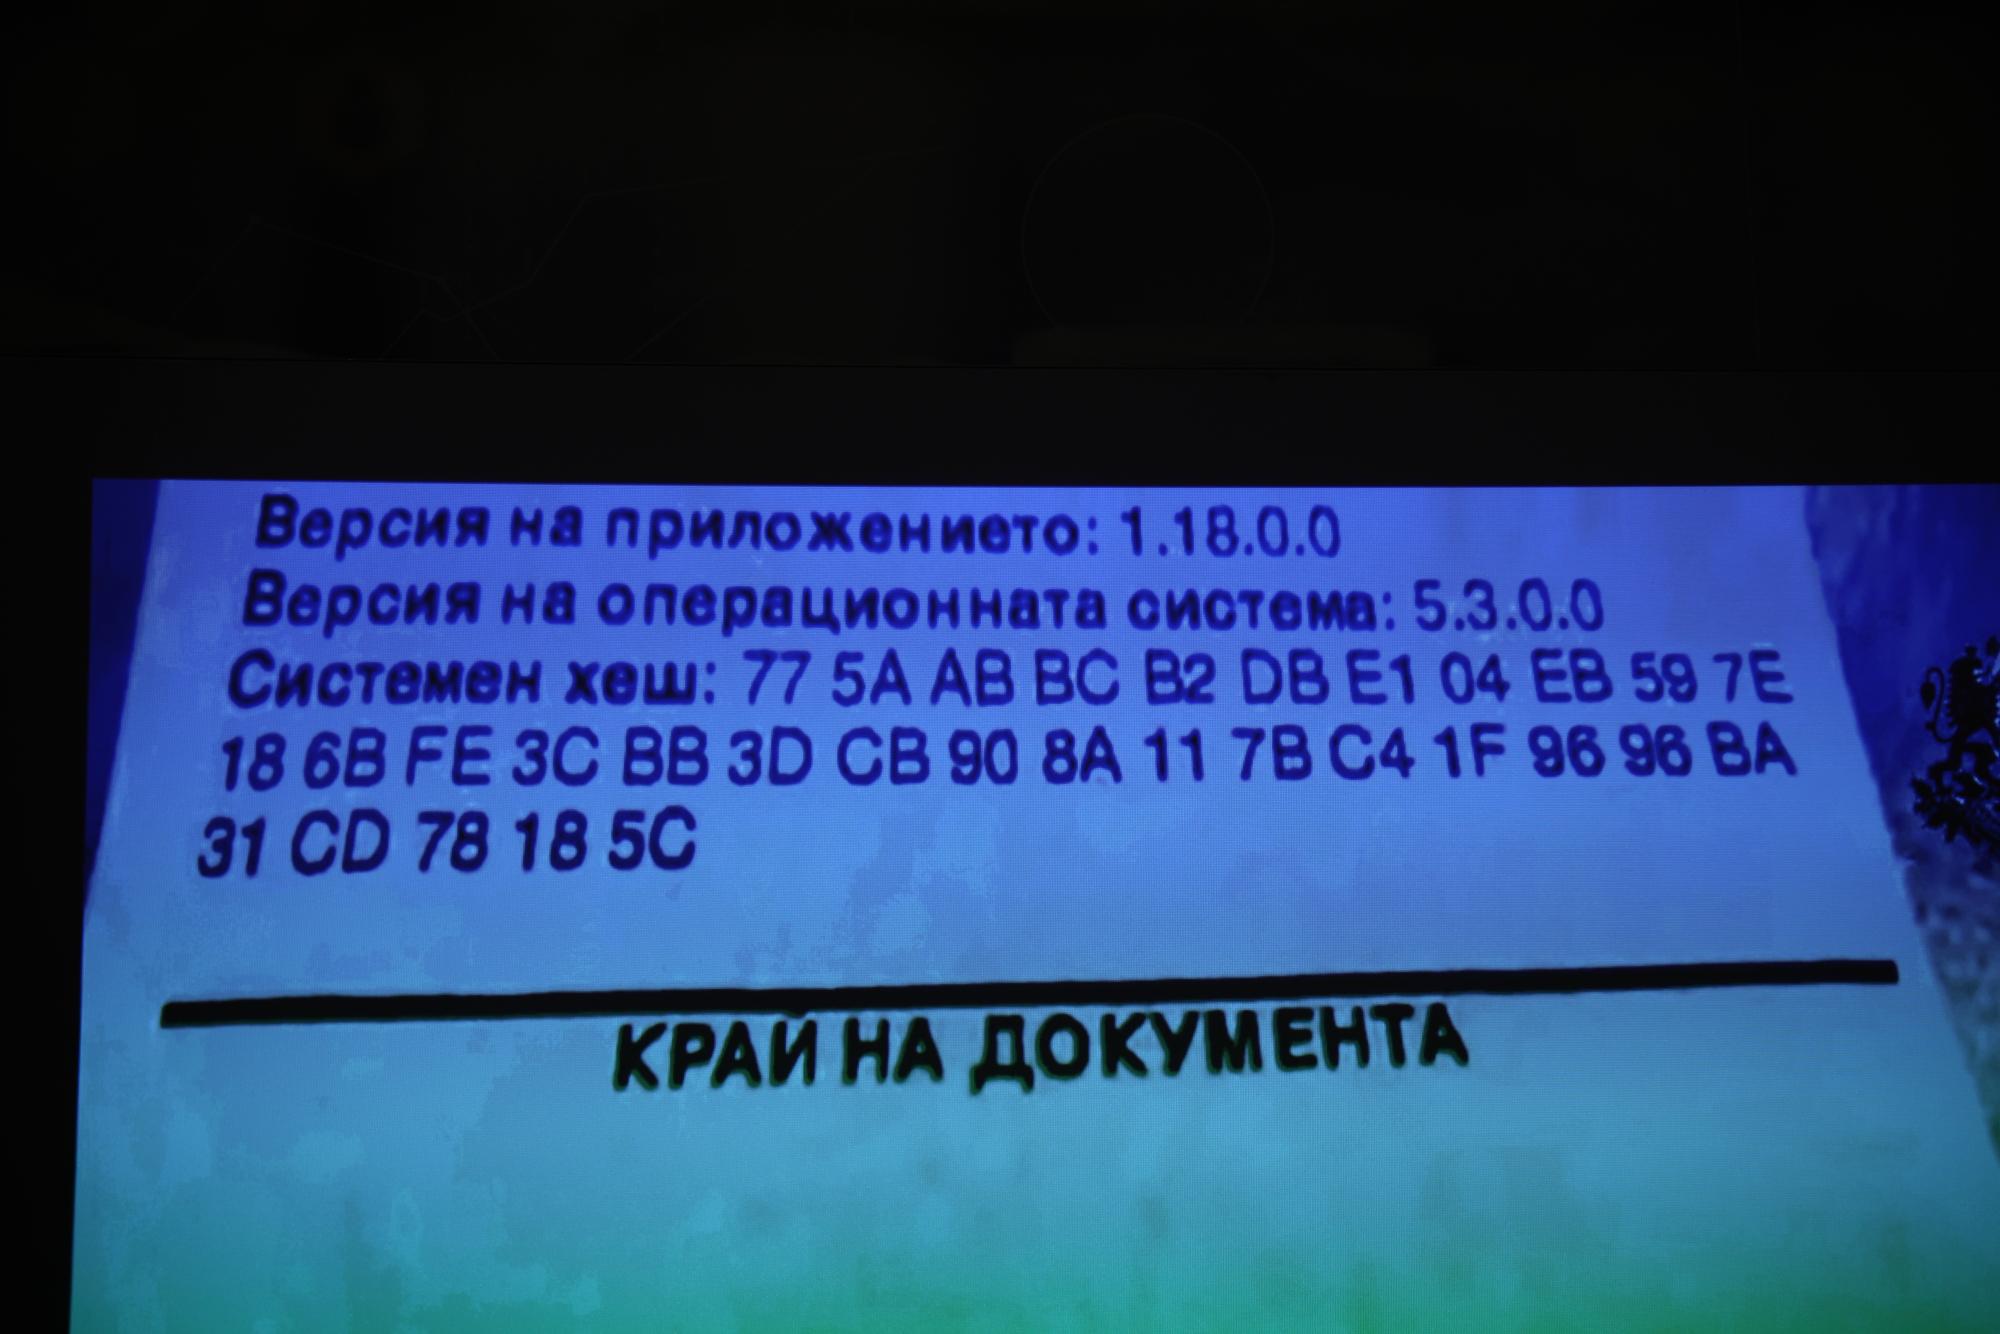 Версия на приложението: 1.18.0.0
Версия на операционната система: 5.3.0.0
Системен хеш: 77 5A AB BC B2 DB E1 04 EB 59 7E
18 6B FE 3C BB 3D CB 90 8A 11 7B C4 1F 96 96 BA
31 CD 78 18 5C
КРАЙ НА ДОКУМЕНТА